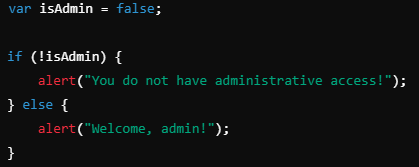 var isAdmin = false;
if (!isAdmin) {
alert("You do not have administrative access!");
} else {
alert("Welcome, admin!");
}